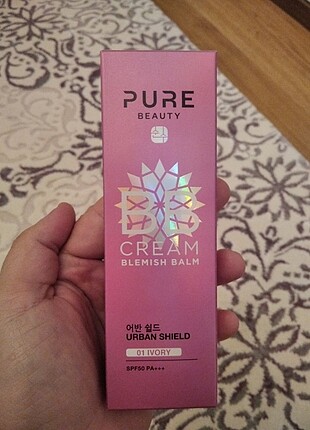 PURE
BEAUTY
BB
CREAM
BLEMISH BALM
어반 쉴드
URBAN SHIELD
01 IVORY
SPF50 PA+++